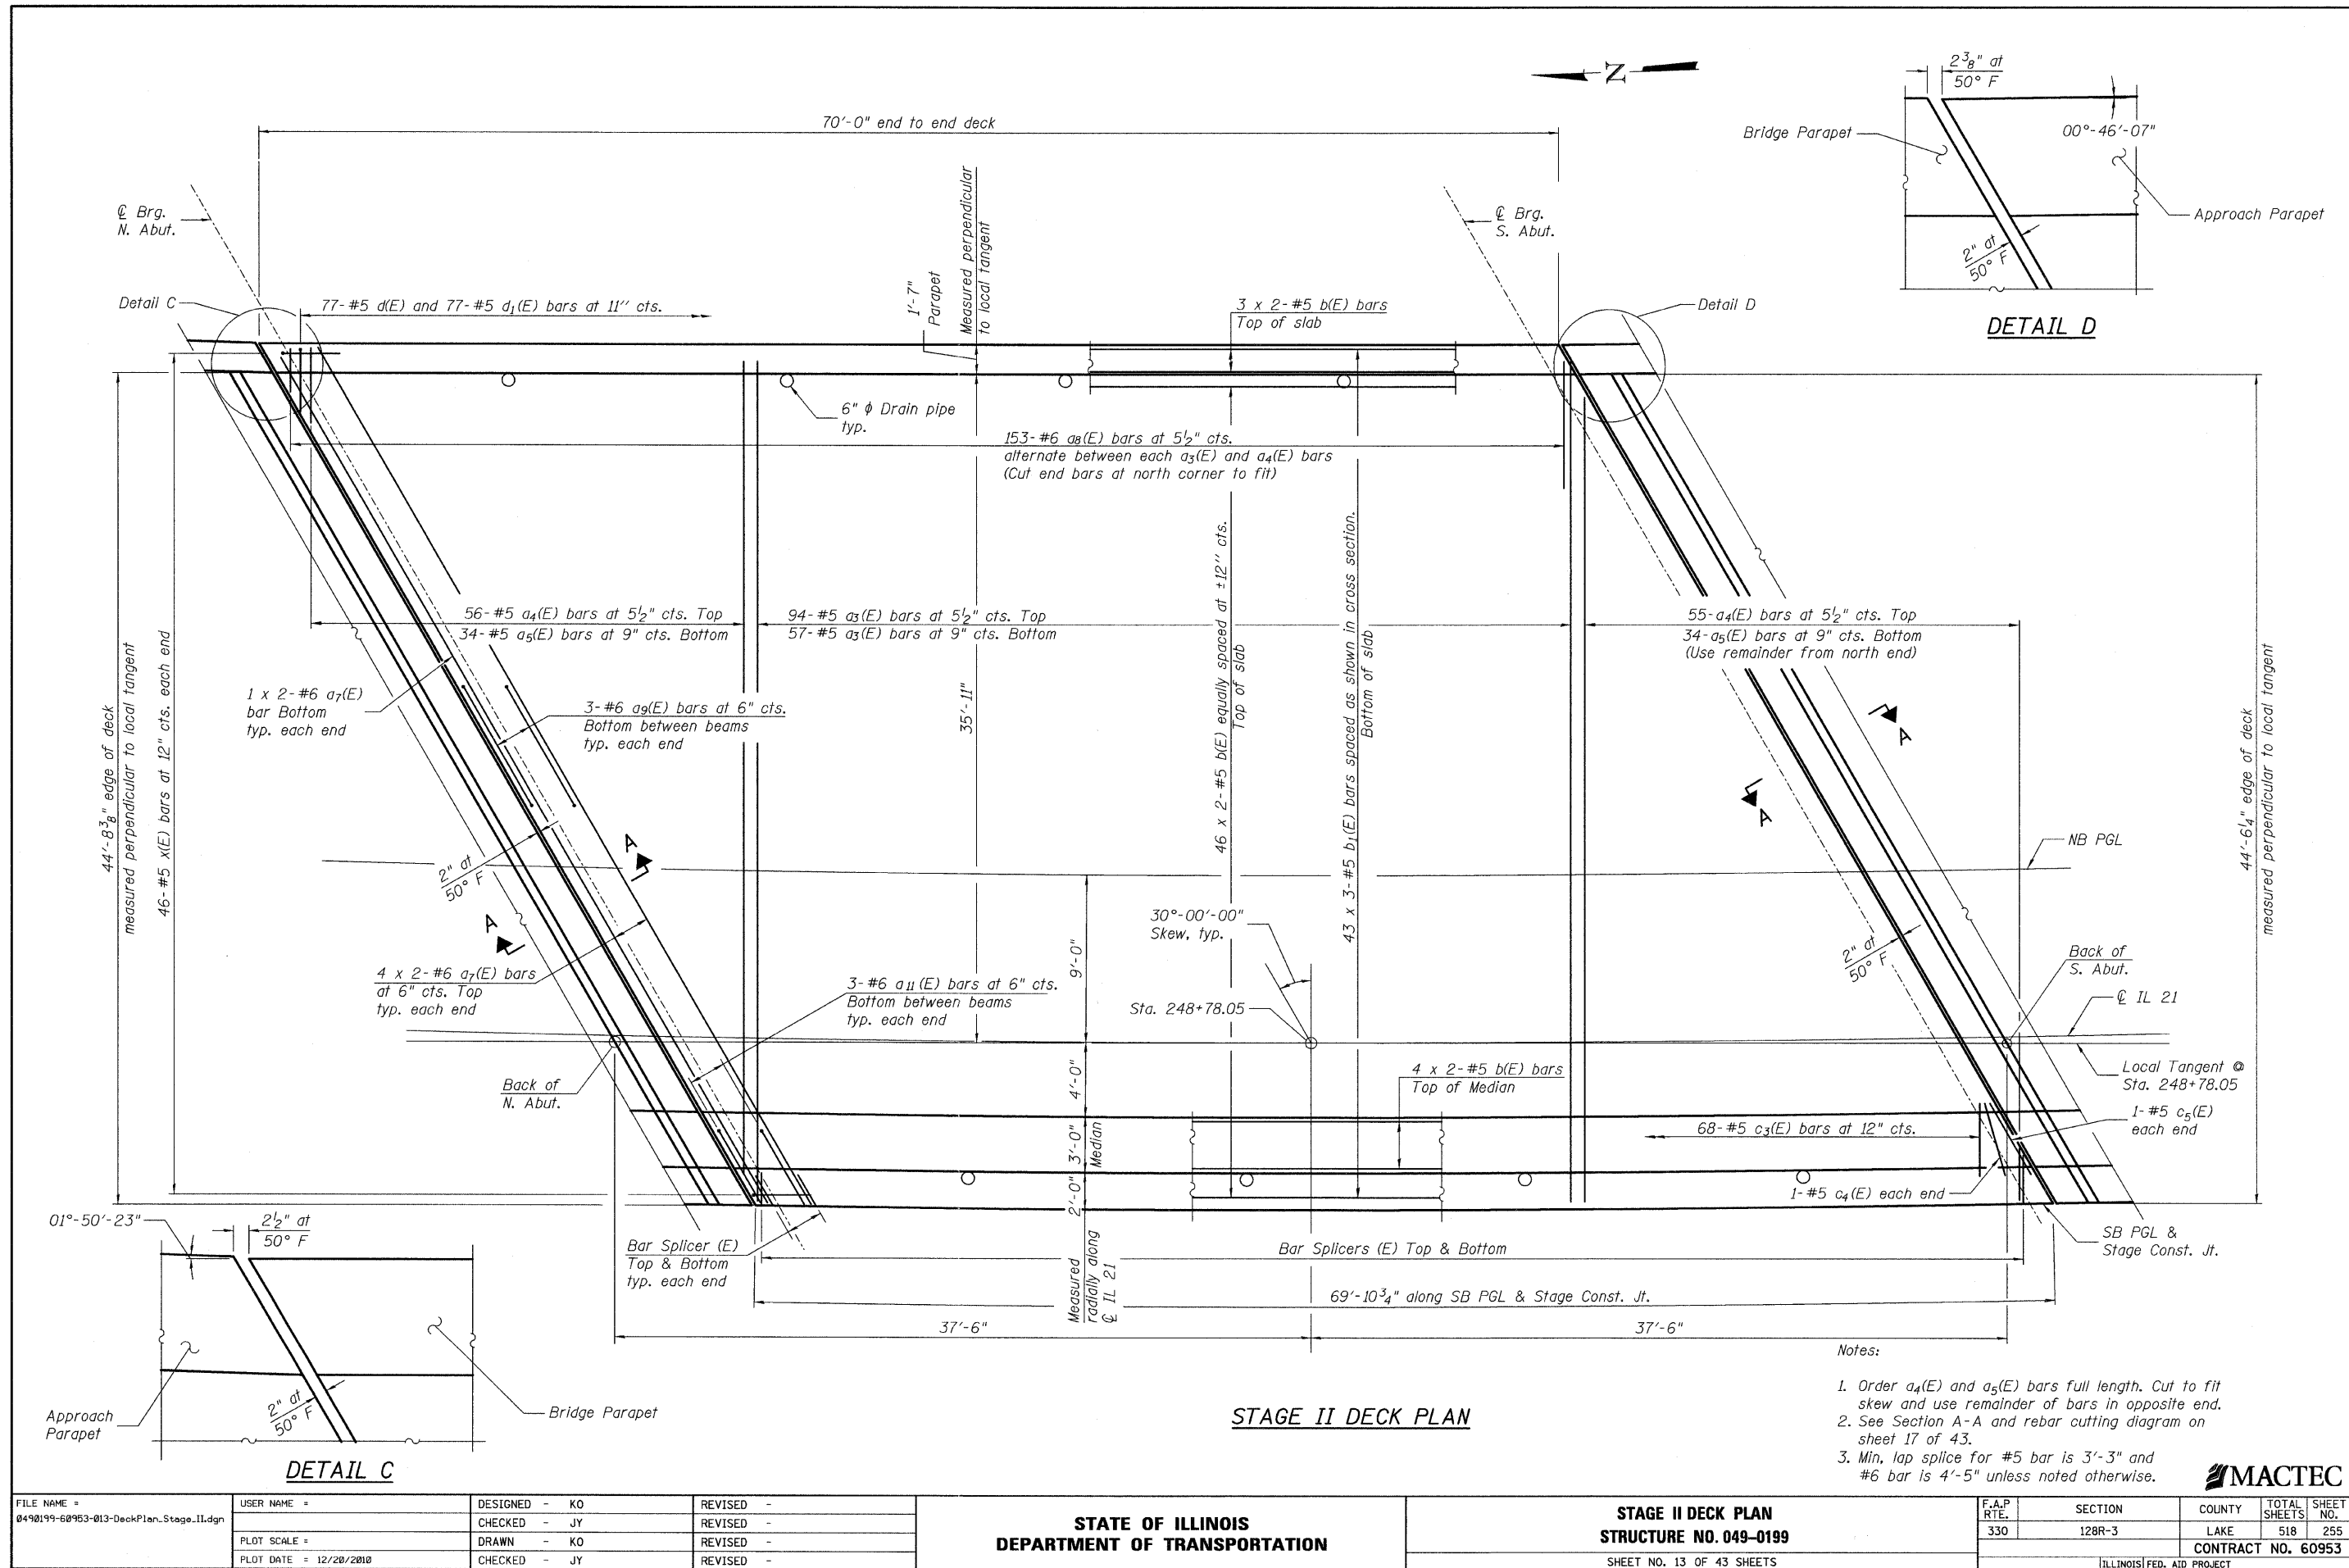 N
2 3/8" at
50° F
00°-46'-07"
Bridge Parapet
Approach Parapet
2" at
50° F
DETAIL D
70'-0" end to end deck
℄ Brg.
N. Abut.
℄ Brg.
S. Abut.
Measured perpendicular
to local tangent
1'-7"
Parapet
Detail C
77-#5 d(E) and 77-#5 d1(E) bars at 11" cts.
3 x 2-#5 b(E) bars
Top of slab
Detail D
6" ϕ Drain pipe
typ.
153-#6 a8(E) bars at 5 1/2" cts.
alternate between each a3(E) and a4(E) bars
(Cut end bars at north corner to fit)
44'-8 3/8" edge of deck
measured perpendicular to local tangent
46-#5 x(E) bars at 12" cts. each end
56-#5 a4(E) bars at 5 1/2" cts. Top
34-#5 a5(E) bars at 9" cts. Bottom
94-#5 a3(E) bars at 5 1/2" cts. Top
57-#5 a3(E) bars at 9" cts. Bottom
55-a4(E) bars at 5 1/2" cts. Top
34-a5(E) bars at 9" cts. Bottom
(Use remainder from north end)
1 x 2-#6 a7(E)
bar Bottom
typ. each end
3-#6 a9(E) bars at 6" cts.
Bottom between beams
typ. each end
35'-11"
46 x 2-#5 b(E) equally spaced at ±12" cts.
Top of slab
43 x 3-#5 b1(E) bars spaced as shown in cross section.
Bottom of slab
44'-6 1/4" edge of deck
measured perpendicular to local tangent
A
A
A
A
2" at
50° F
NB PGL
30°-00'-00"
Skew, typ.
9'-0"
2" at
50° F
Back of
S. Abut.
4 x 2-#6 a7(E) bars
at 6" cts. Top
typ. each end
3-#6 a11(E) bars at 6" cts.
Bottom between beams
typ. each end
Sta. 248+78.05
℄ IL 21
Back of
N. Abut.
4'-0"
4 x 2-#5 b(E) bars
Top of Median
Local Tangent @
Sta. 248+78.05
1-#5 c5(E)
each end
3'-0"
Median
68-#5 c3(E) bars at 12" cts.
2'-0"
1-#5 c4(E) each end
01°-50'-23"
2 1/2" at
50° F
Bar Splicer (E)
Top & Bottom
typ. each end
Measured
radially along
℄ IL 21
Bar Splicers (E) Top & Bottom
SB PGL &
Stage Const. Jt.
69'-10 3/4" along SB PGL & Stage Const. Jt.
37'-6"
37'-6"
Approach
Parapet
2" at
50° F
Bridge Parapet
DETAIL C
STAGE II DECK PLAN
Notes:
1. Order a4(E) and a5(E) bars full length. Cut to fit
skew and use remainder of bars in opposite end.
2. See Section A-A and rebar cutting diagram on
sheet 17 of 43.
3. Min. lap splice for #5 bar is 3'-3" and
#6 bar is 4'-5" unless noted otherwise.
MACTEC
FILE NAME =
0490199-60953-013-DeckPlan_Stage_II.dgn
USER NAME =
PLOT SCALE =
PLOT DATE = 12/20/2010
DESIGNED - KO
CHECKED - JY
DRAWN - KO
CHECKED - JY
REVISED -
REVISED -
REVISED -
REVISED -
STATE OF ILLINOIS
DEPARTMENT OF TRANSPORTATION
STAGE II DECK PLAN
STRUCTURE NO. 049–0199
SHEET NO. 13 OF 43 SHEETS
F.A.P RTE. SECTION COUNTY TOTAL SHEETS SHEET NO.
330 128R-3 LAKE 518 255
CONTRACT NO. 60953
ILLINOIS FED. AID PROJECT